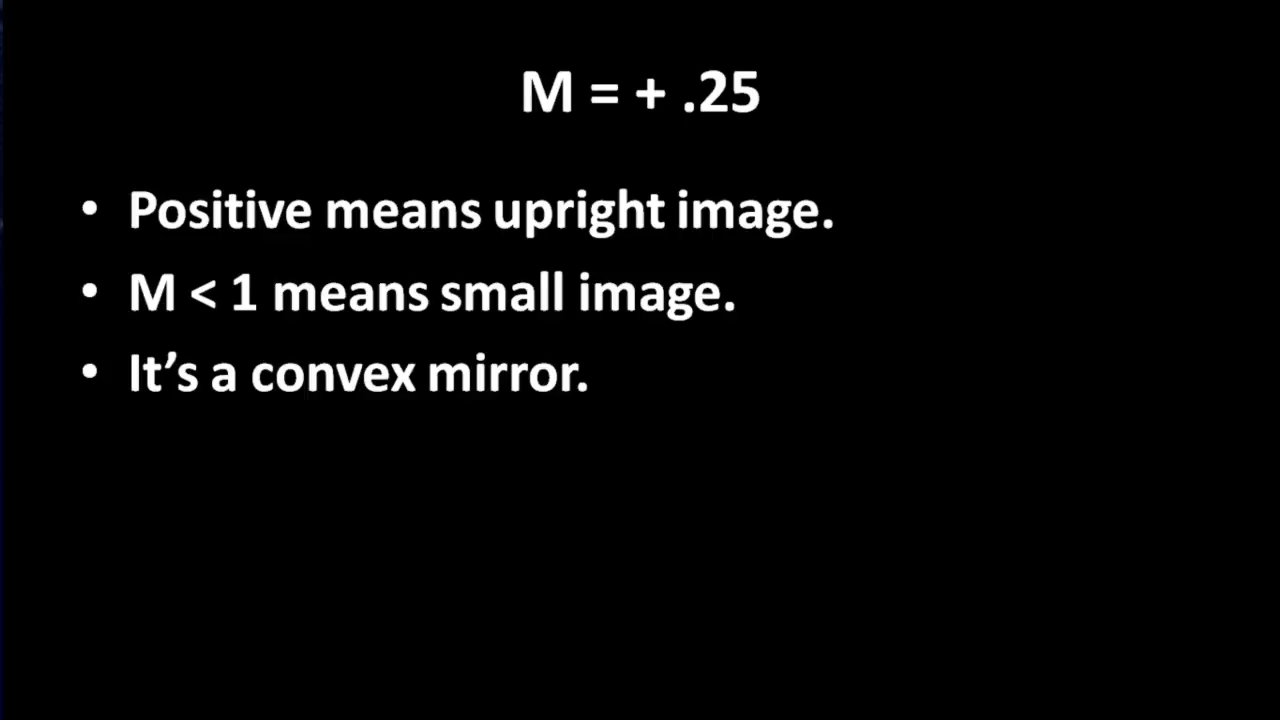 M = + .25
• Positive means upright image.
• M < 1 means small image.
• It’s a convex mirror.